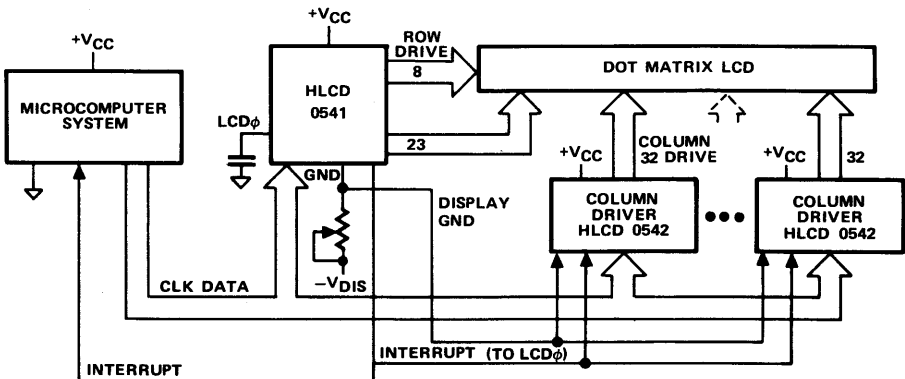 +VCC
ROW
DRIVE
8
+VCC
HLCD
0541
DOT MATRIX LCD
MICROCOMPUTER
SYSTEM
LCDϕ
23
GND
COLUMN
32 DRIVE
+VCC
+VCC
32
DISPLAY
GND
COLUMN
DRIVER
HLCD 0542
COLUMN
DRIVER
HLCD 0542
−VDIS
CLK DATA
INTERRUPT (TO LCDϕ)
INTERRUPT